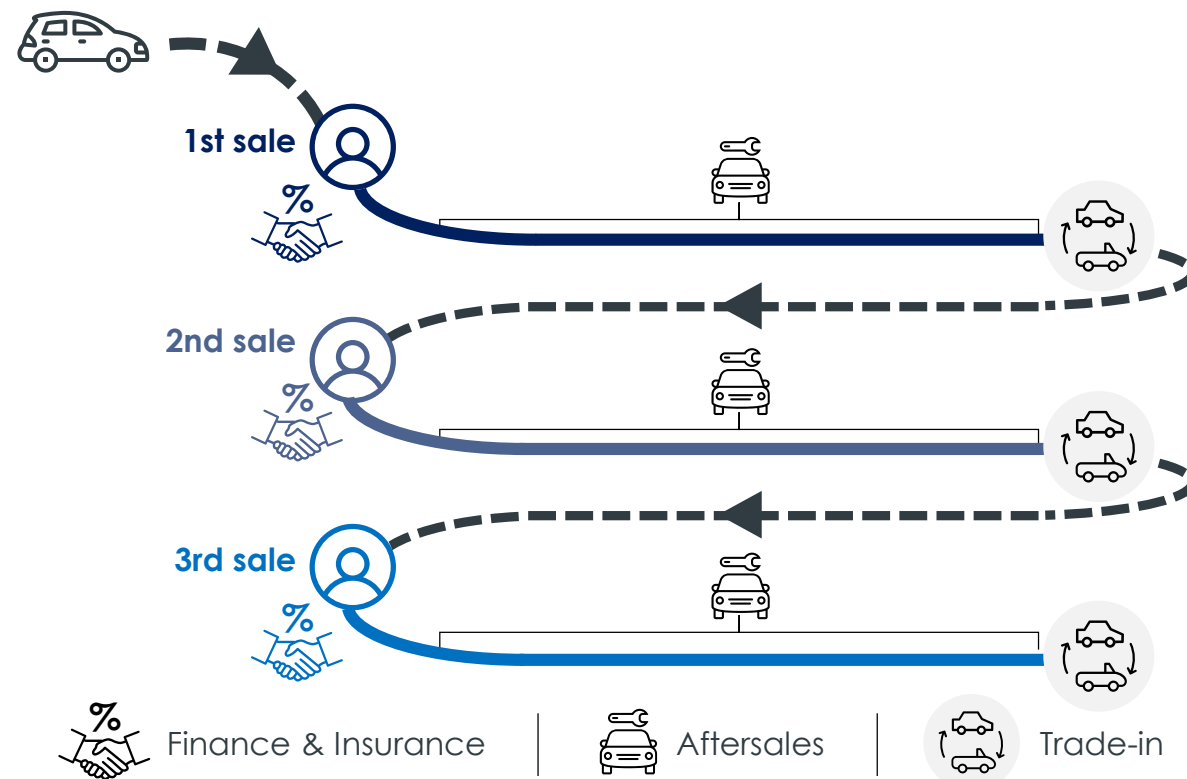 1st sale
%
2nd sale
%
3rd sale
%
% Finance & Insurance
Aftersales
Trade-in